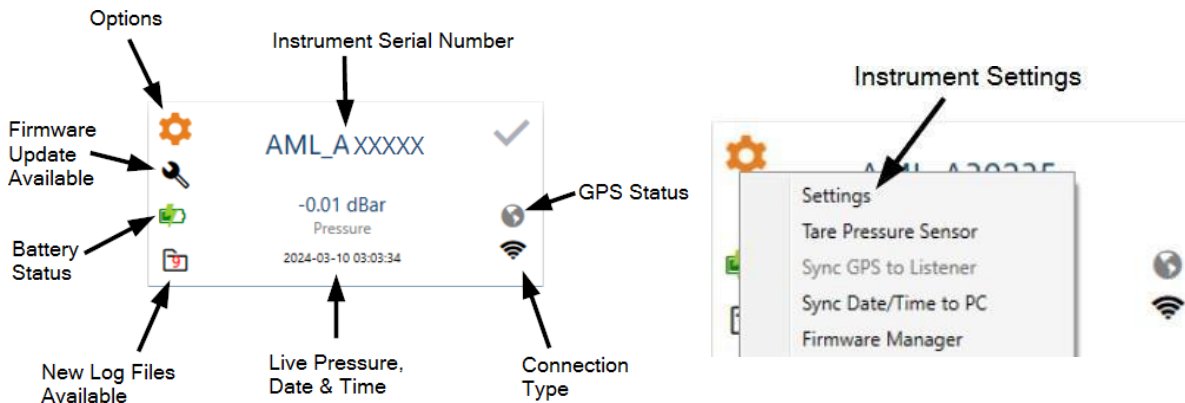 Options
Instrument Serial Number
Firmware
Update
Available
AML_AXXXXX
-0.01 dBar
Pressure
GPS Status
Battery
Status
9
2024-03-10 03:03:34
New Log Files
Available
Live Pressure,
Date & Time
Connection
Type
Instrument Settings
Settings
Tare Pressure Sensor
Sync GPS to Listener
Sync Date/Time to PC
Firmware Manager